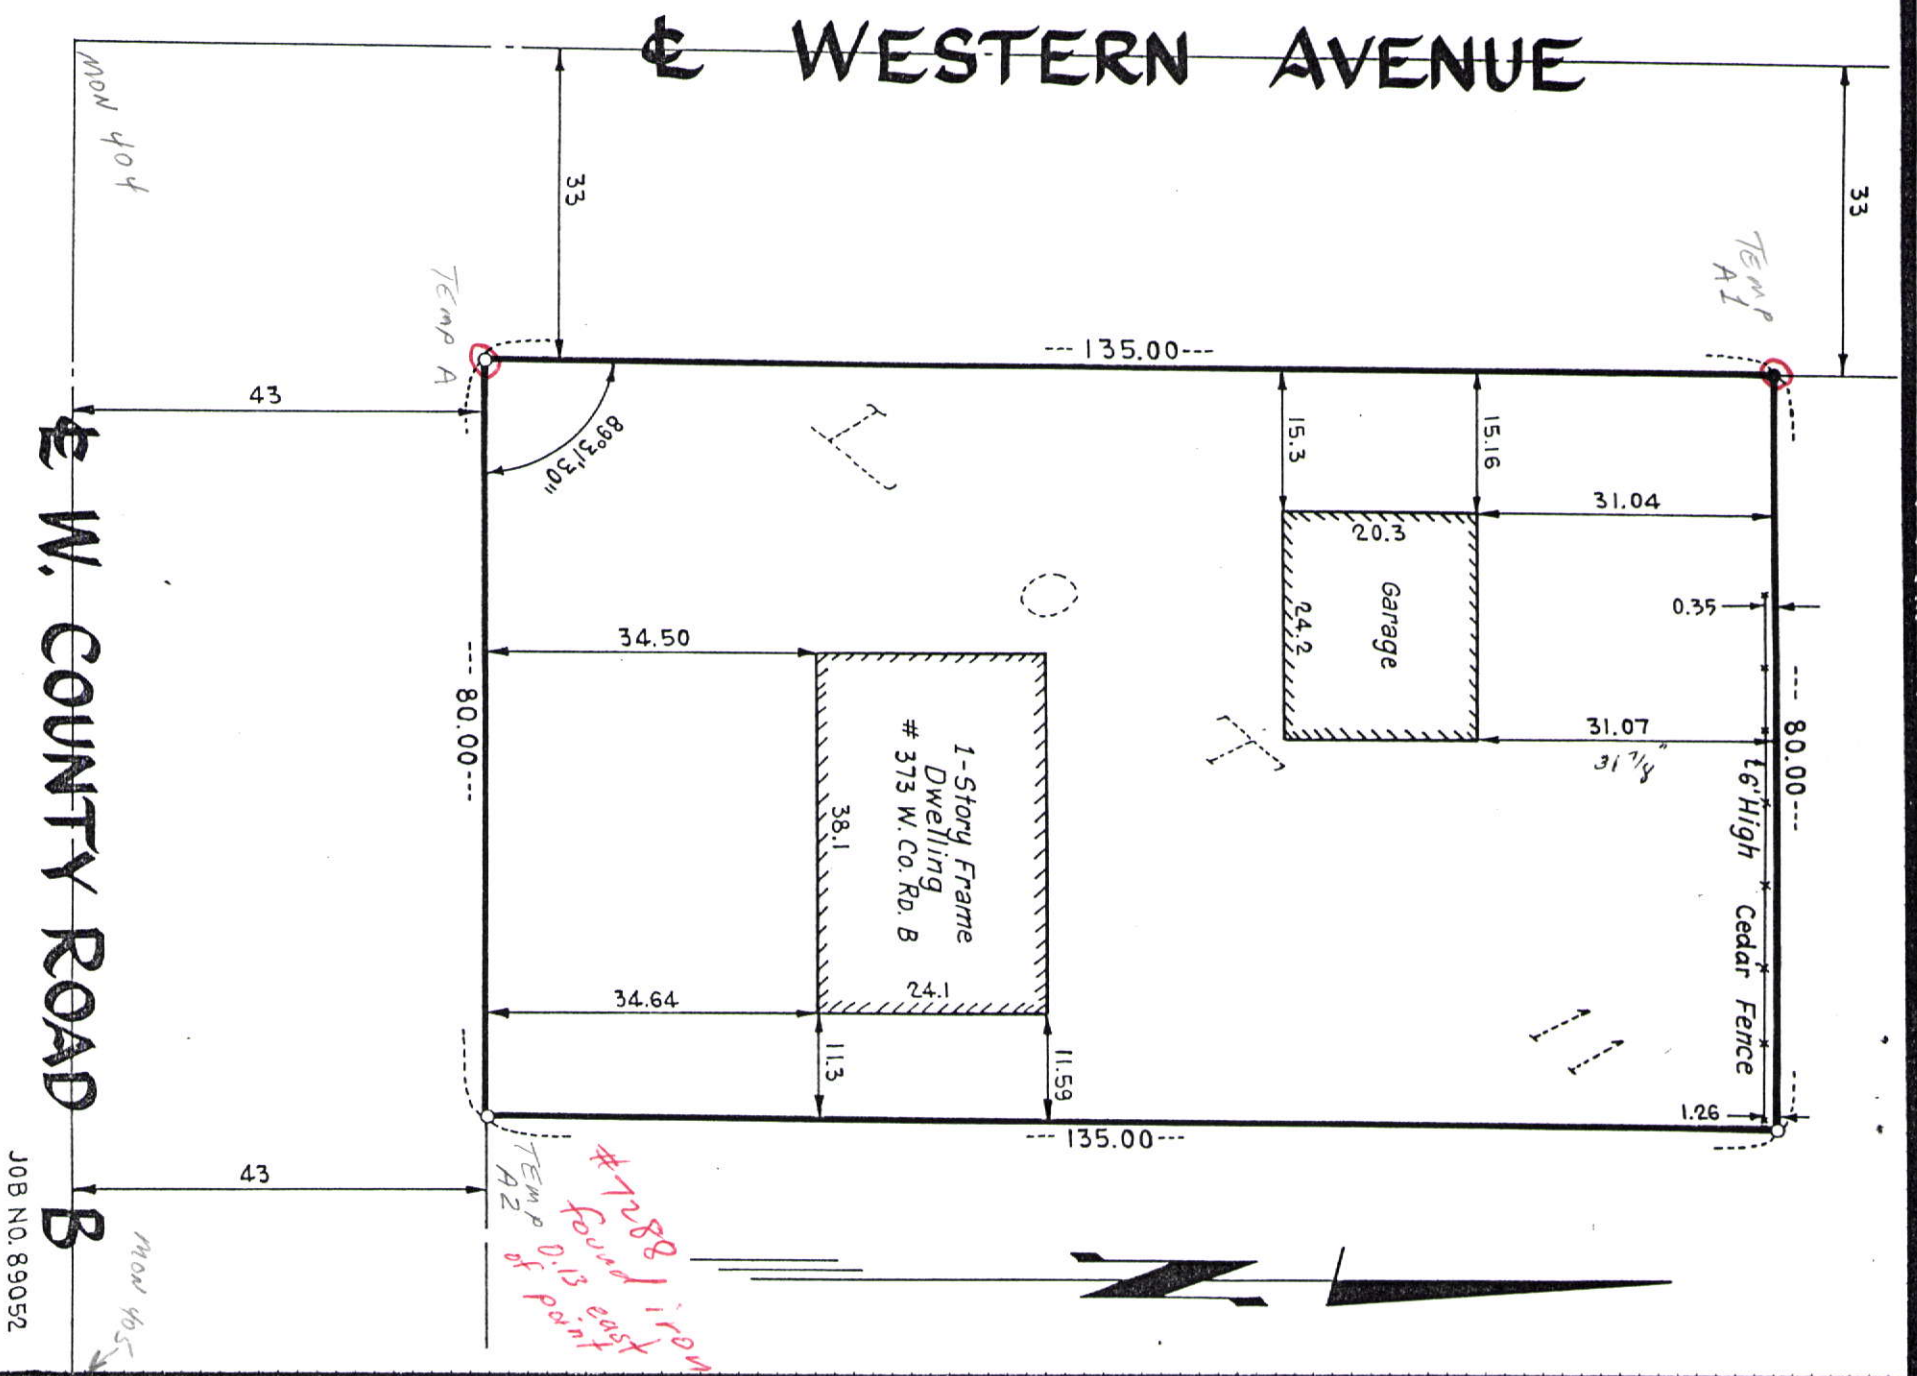 ℄ WESTERN AVENUE
MON 404
33
33
TEMP A
TEMP
A1
--- 135.00---
43
89°31'30"
15.3
15.16
31.04
20.3
Garage
24.2
0.35
31.07
31 7/8"
--- 80.00---
6' High Cedar Fence
34.50
--- 80.00---
1-Story Frame
Dwelling
# 373 W. Co. RD. B
38.1
24.1
34.64
11.3
11.59
1.26
---135.00---
℄ W. COUNTY ROAD B
43
TEMP
A2
#7288
found iron
0.13 east
of point
N
MON 405
JOB NO. 89052